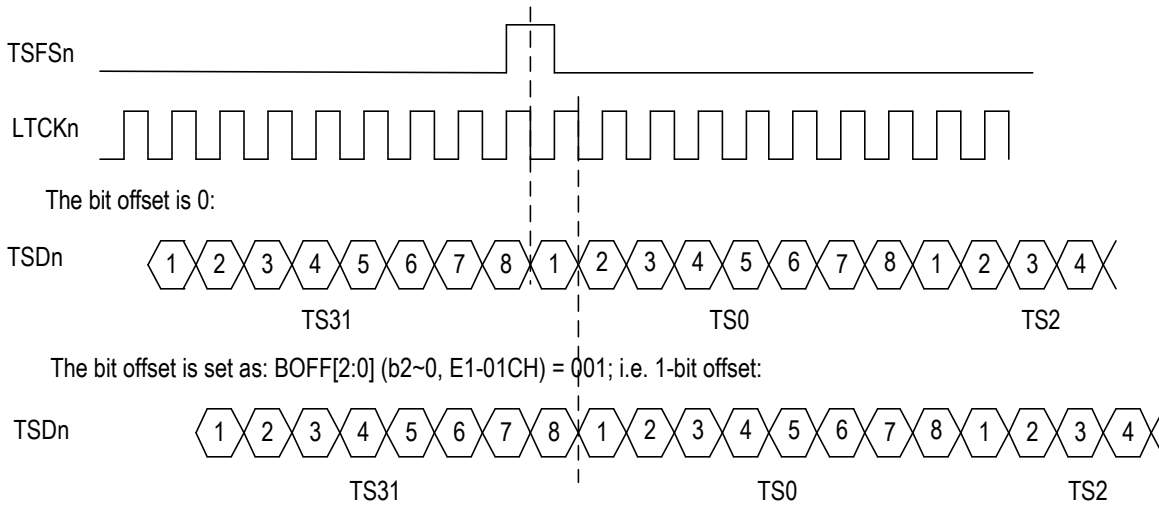 TSFSn
LTCKn
The bit offset is 0:
TSDn
1 2 3 4 5 6 7 8 1 2 3 4 5 6 7 8 1 2 3 4
TS31 TS0 TS2
The bit offset is set as: BOFF[2:0] (b2~0, E1-01CH) = 001; i.e. 1-bit offset:
TSDn
1 2 3 4 5 6 7 8 1 2 3 4 5 6 7 8 1 2 3 4
TS31 TS0 TS2